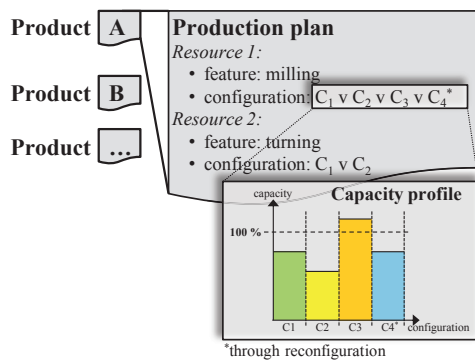 Product A
Production plan
Resource 1:
• feature: milling
• configuration: C1 v C2 v C3 v C4*
Product B
Resource 2:
• feature: turning
• configuration: C1 v C2
Product ...
Capacity profile
capacity
100 %
C1 C2 C3 C4*
configuration
*through reconfiguration